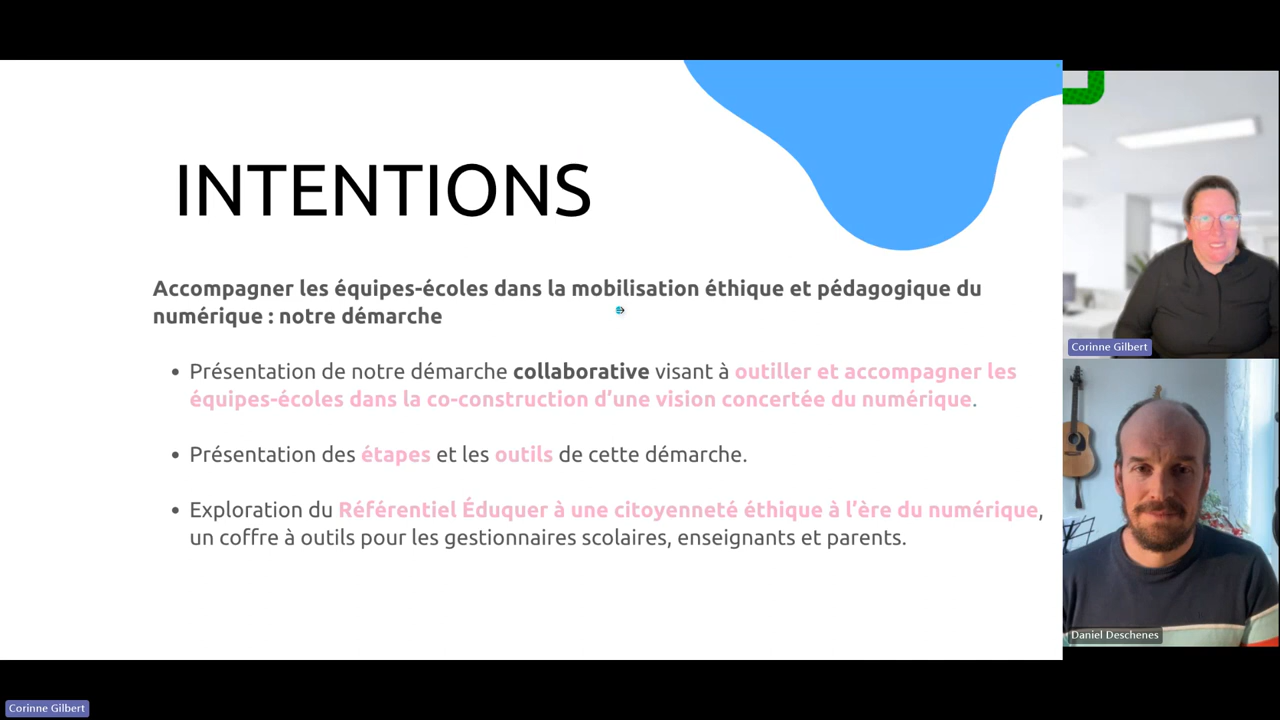 INTENTIONS
Accompagner les équipes-écoles dans la mobilisation éthique et pédagogique du
numérique : notre démarche
• Présentation de notre démarche collaborative visant à outiller et accompagner les
équipes-écoles dans la co-construction d’une vision concertée du numérique.
• Présentation des étapes et les outils de cette démarche.
• Exploration du Référentiel Éduquer à une citoyenneté éthique à l’ère du numérique,
un coffre à outils pour les gestionnaires scolaires, enseignants et parents.
Corinne Gilbert
Daniel Deschenes
Corinne Gilbert